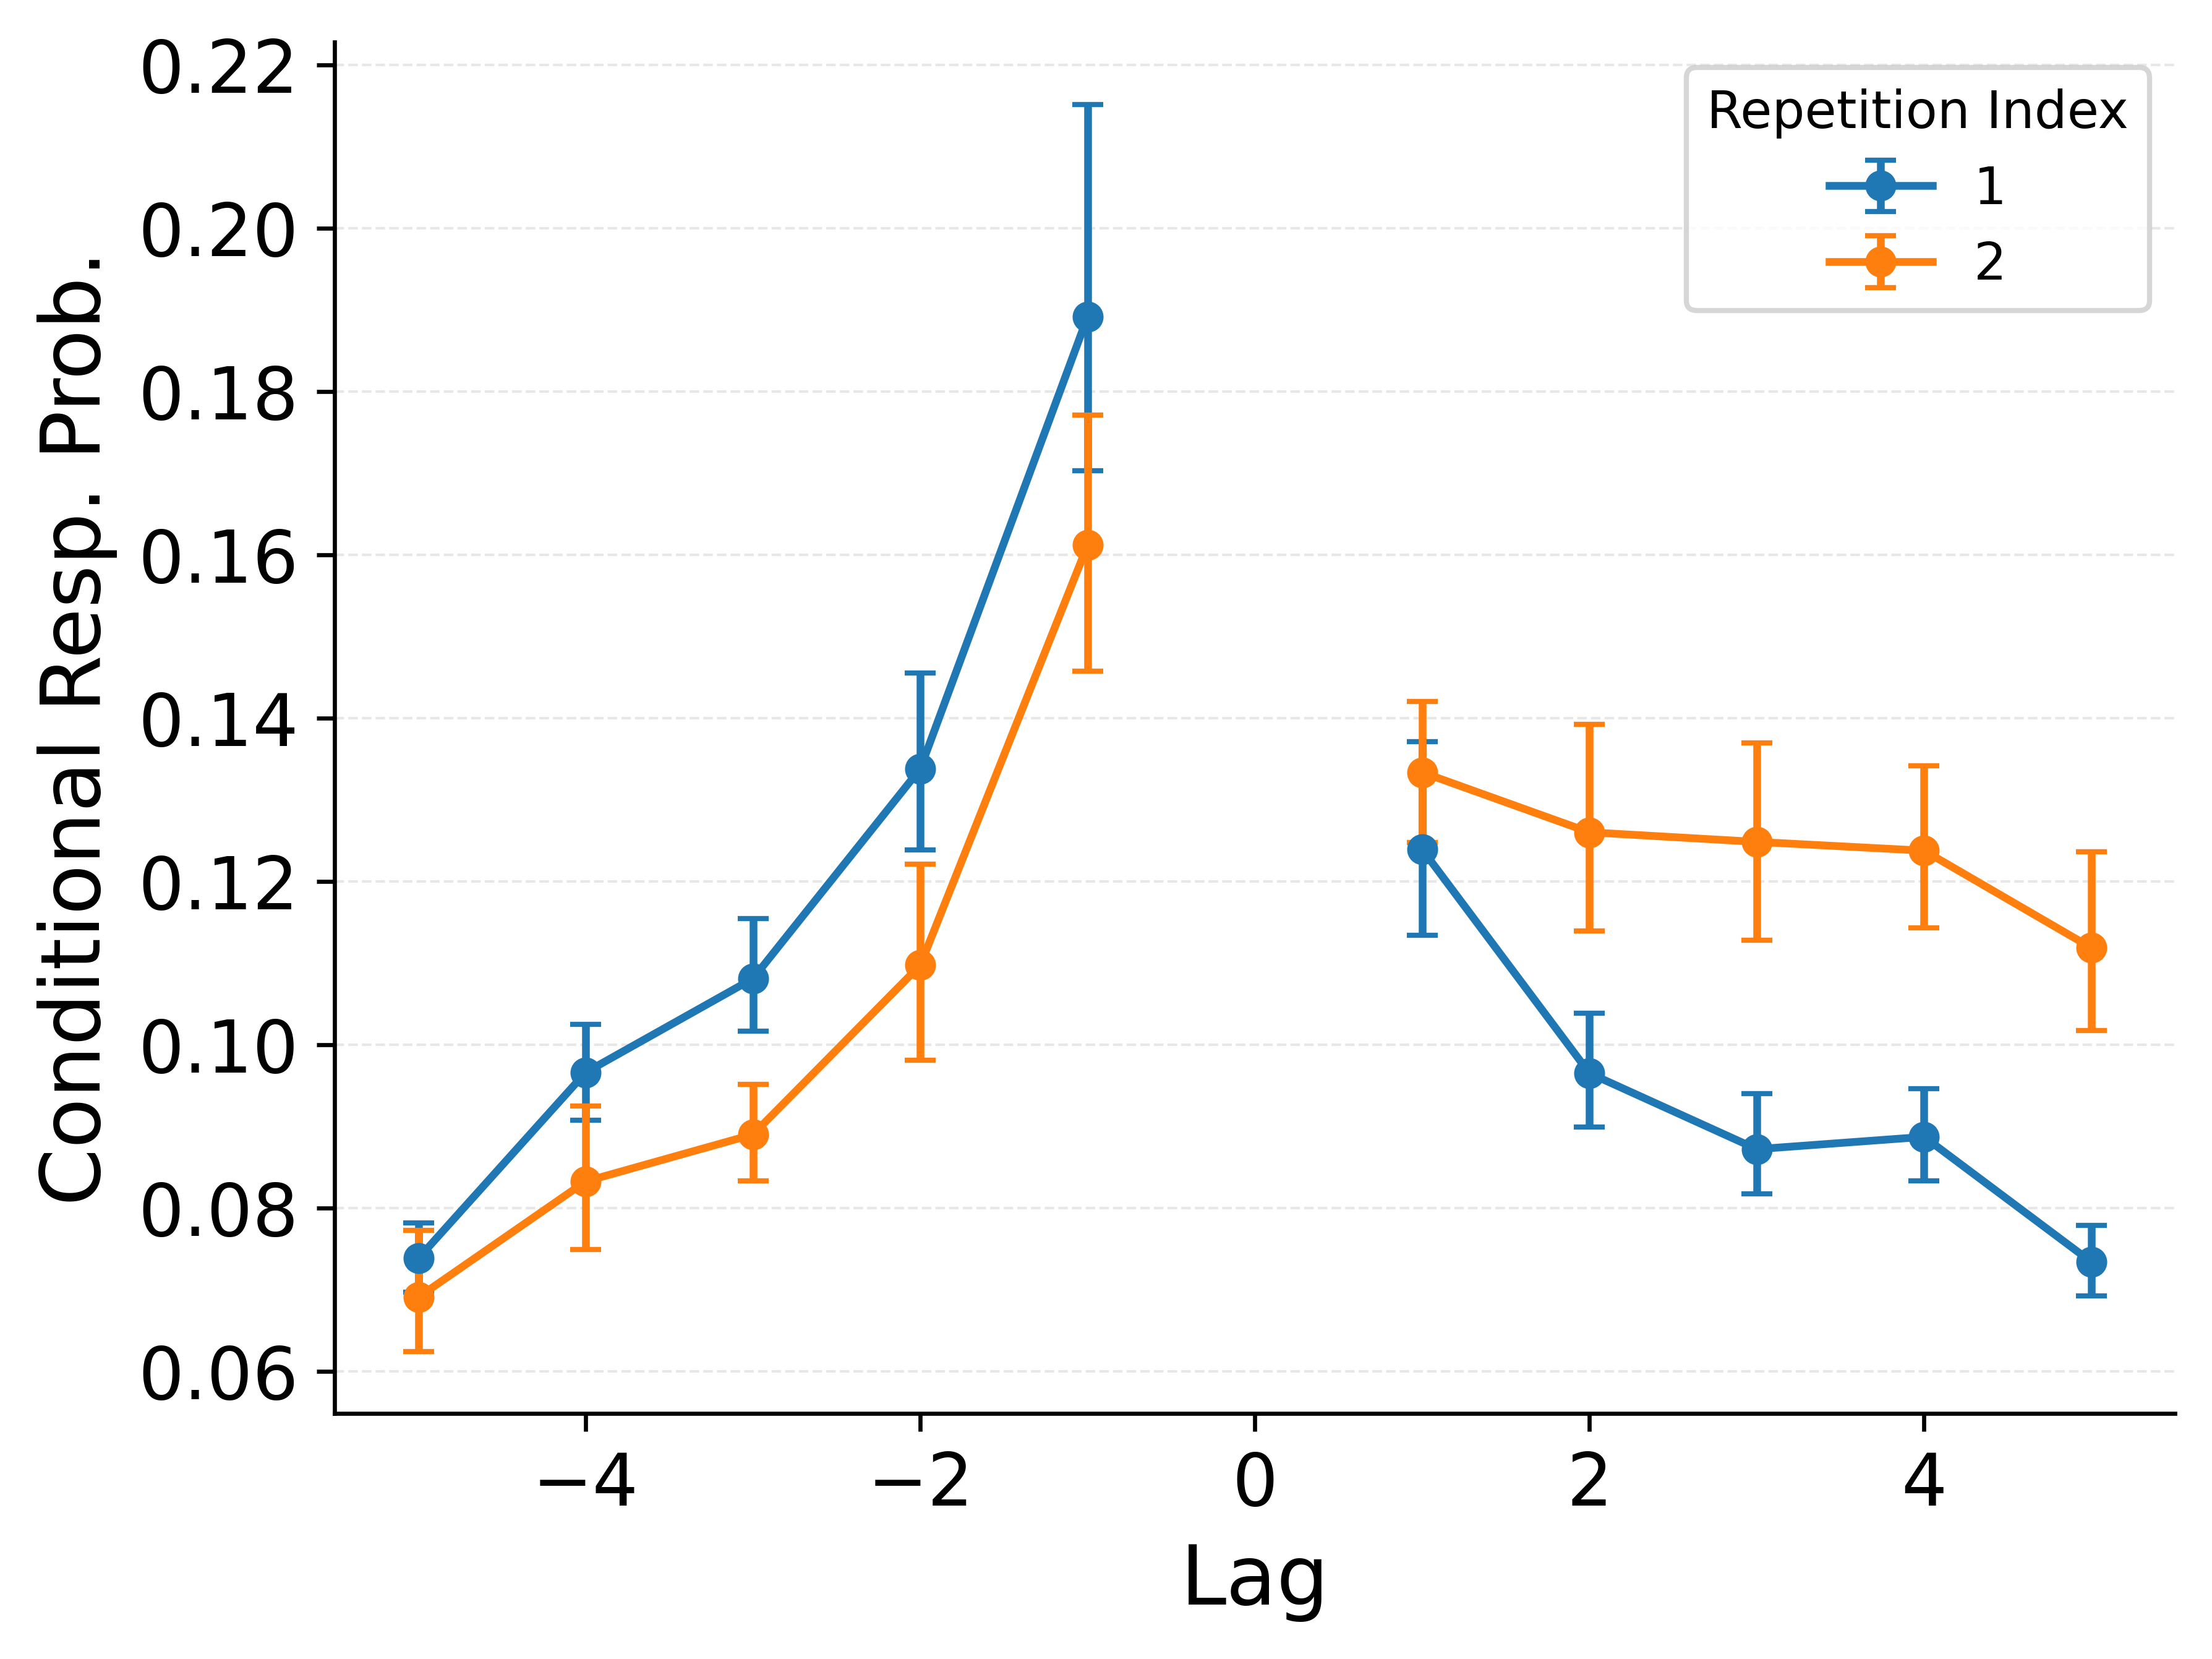 Repetition Index
1
2
Conditional Resp. Prob.
0.22
0.20
0.18
0.16
0.14
0.12
0.10
0.08
0.06
−4 −2 0 2 4
Lag